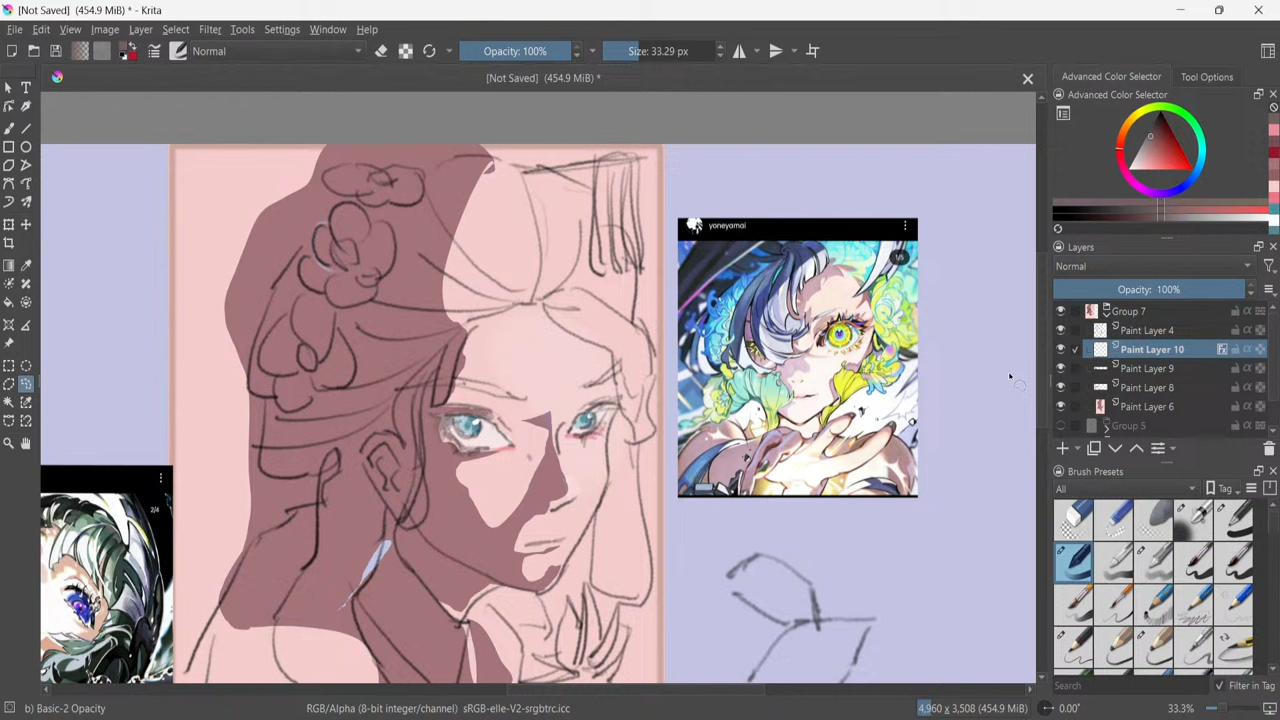 [Not Saved] (454.9 MiB) * - Krita
File Edit View Image Layer Select Filter Tools Settings Window Help
Normal Opacity: 100% Size: 33.29 px
[Not Saved] (454.9 MiB) *
Advanced Color Selector Tool Options
Advanced Color Selector
yoneyamai
1/5
2/4
Layers
Normal
Opacity: 100%
Group 7
Paint Layer 4
Paint Layer 10
Paint Layer 9
Paint Layer 8
Paint Layer 6
Group 5
Brush Presets
All Tag
Search Filter in Tag
b) Basic-2 Opacity RGB/Alpha (8-bit integer/channel) sRGB-elle-V2-srgbtrc.icc 4,960 x 3,508 (454.9 MiB) 0.00° 33.3%